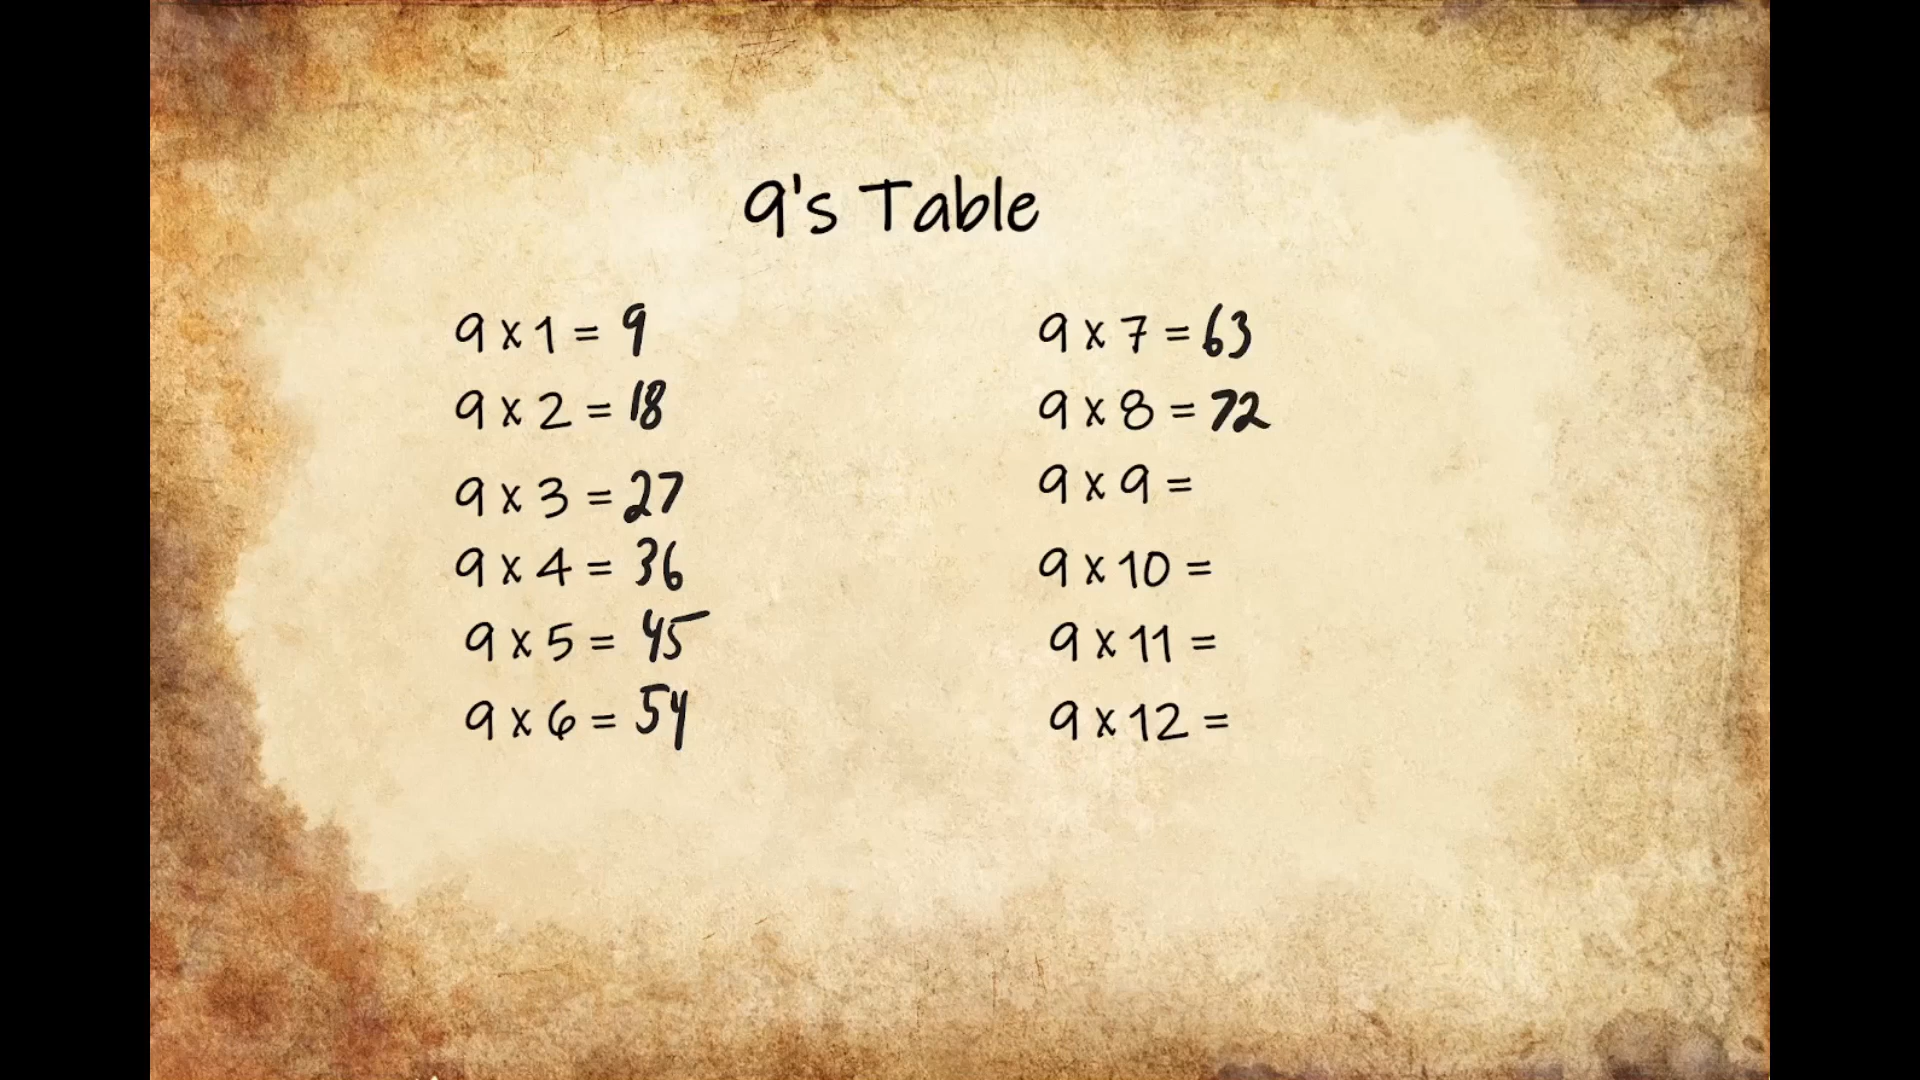 9's Table
9 x 1 = 9
9 x 2 = 18
9 x 3 = 27
9 x 4 = 36
9 x 5 = 45
9 x 6 = 54
9 x 7 = 63
9 x 8 = 72
9 x 9 =
9 x 10 =
9 x 11 =
9 x 12 =